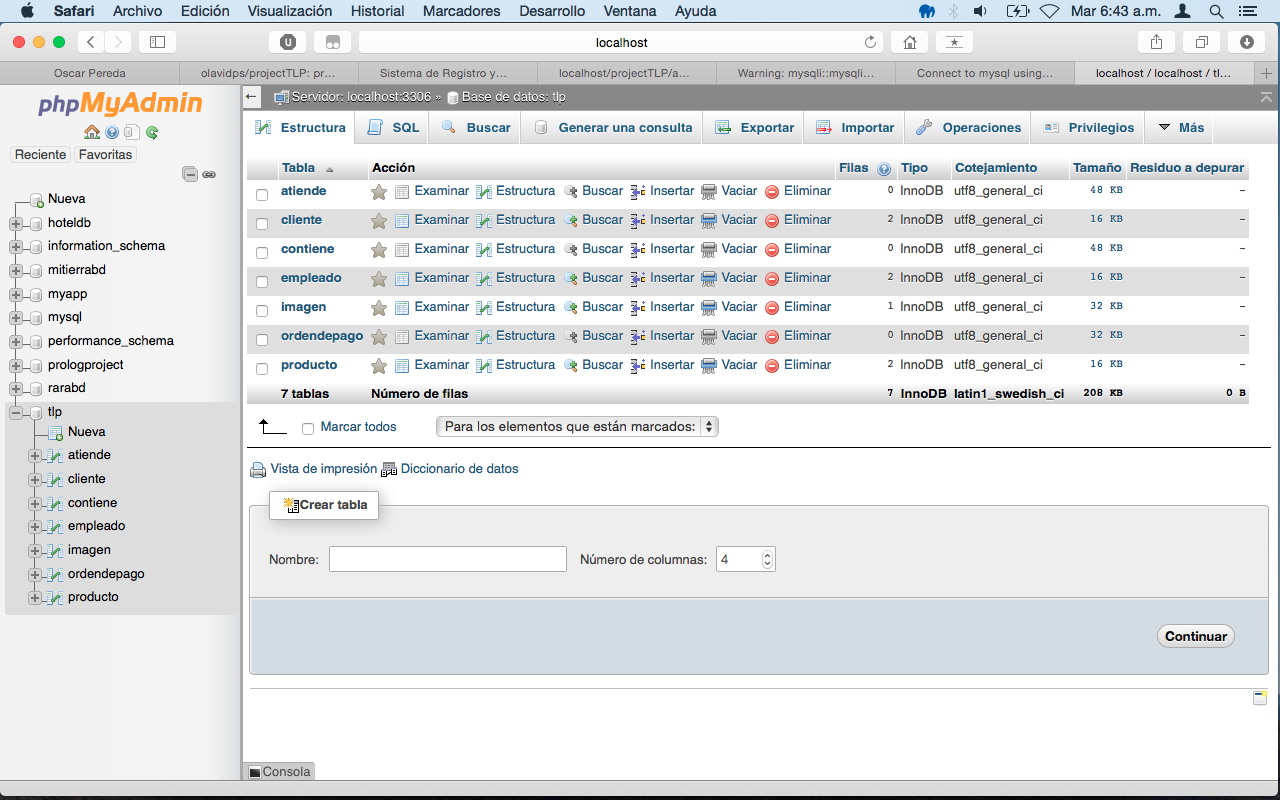 Safari Archivo Edición Visualización Historial Marcadores Desarrollo Ventana Ayuda Mar 6:43 a.m.
localhost
Oscar Pereda olavidps/projectTLP: pr... Sistema de Registro y... localhost/projectTLP/a... Warning: mysqli::mysqli... Connect to mysql using... localhost / localhost / tl...
phpMyAdmin
Reciente Favoritas
Nueva
hoteldb
information_schema
mitierrabd
myapp
mysql
performance_schema
prologproject
rarabd
tlp
Nueva
atiende
cliente
contiene
empleado
imagen
ordendepago
producto
Servidor: localhost:3306 » Base de datos: tlp
Estructura SQL Buscar Generar una consulta Exportar Importar Operaciones Privilegios Más
Tabla Acción Filas Tipo Cotejamiento Tamaño Residuo a depurar
atiende Examinar Estructura Buscar Insertar Vaciar Eliminar 0 InnoDB utf8_general_ci 48 KB -
cliente Examinar Estructura Buscar Insertar Vaciar Eliminar 2 InnoDB utf8_general_ci 16 KB -
contiene Examinar Estructura Buscar Insertar Vaciar Eliminar 0 InnoDB utf8_general_ci 48 KB -
empleado Examinar Estructura Buscar Insertar Vaciar Eliminar 2 InnoDB utf8_general_ci 16 KB -
imagen Examinar Estructura Buscar Insertar Vaciar Eliminar 1 InnoDB utf8_general_ci 32 KB -
ordendepago Examinar Estructura Buscar Insertar Vaciar Eliminar 0 InnoDB utf8_general_ci 32 KB -
producto Examinar Estructura Buscar Insertar Vaciar Eliminar 2 InnoDB utf8_general_ci 16 KB -
7 tablas Número de filas 7 InnoDB latin1_swedish_ci 208 KB 0 B
Marcar todos Para los elementos que están marcados:
Vista de impresión Diccionario de datos
Crear tabla
Nombre: Número de columnas: 4
Continuar
Consola